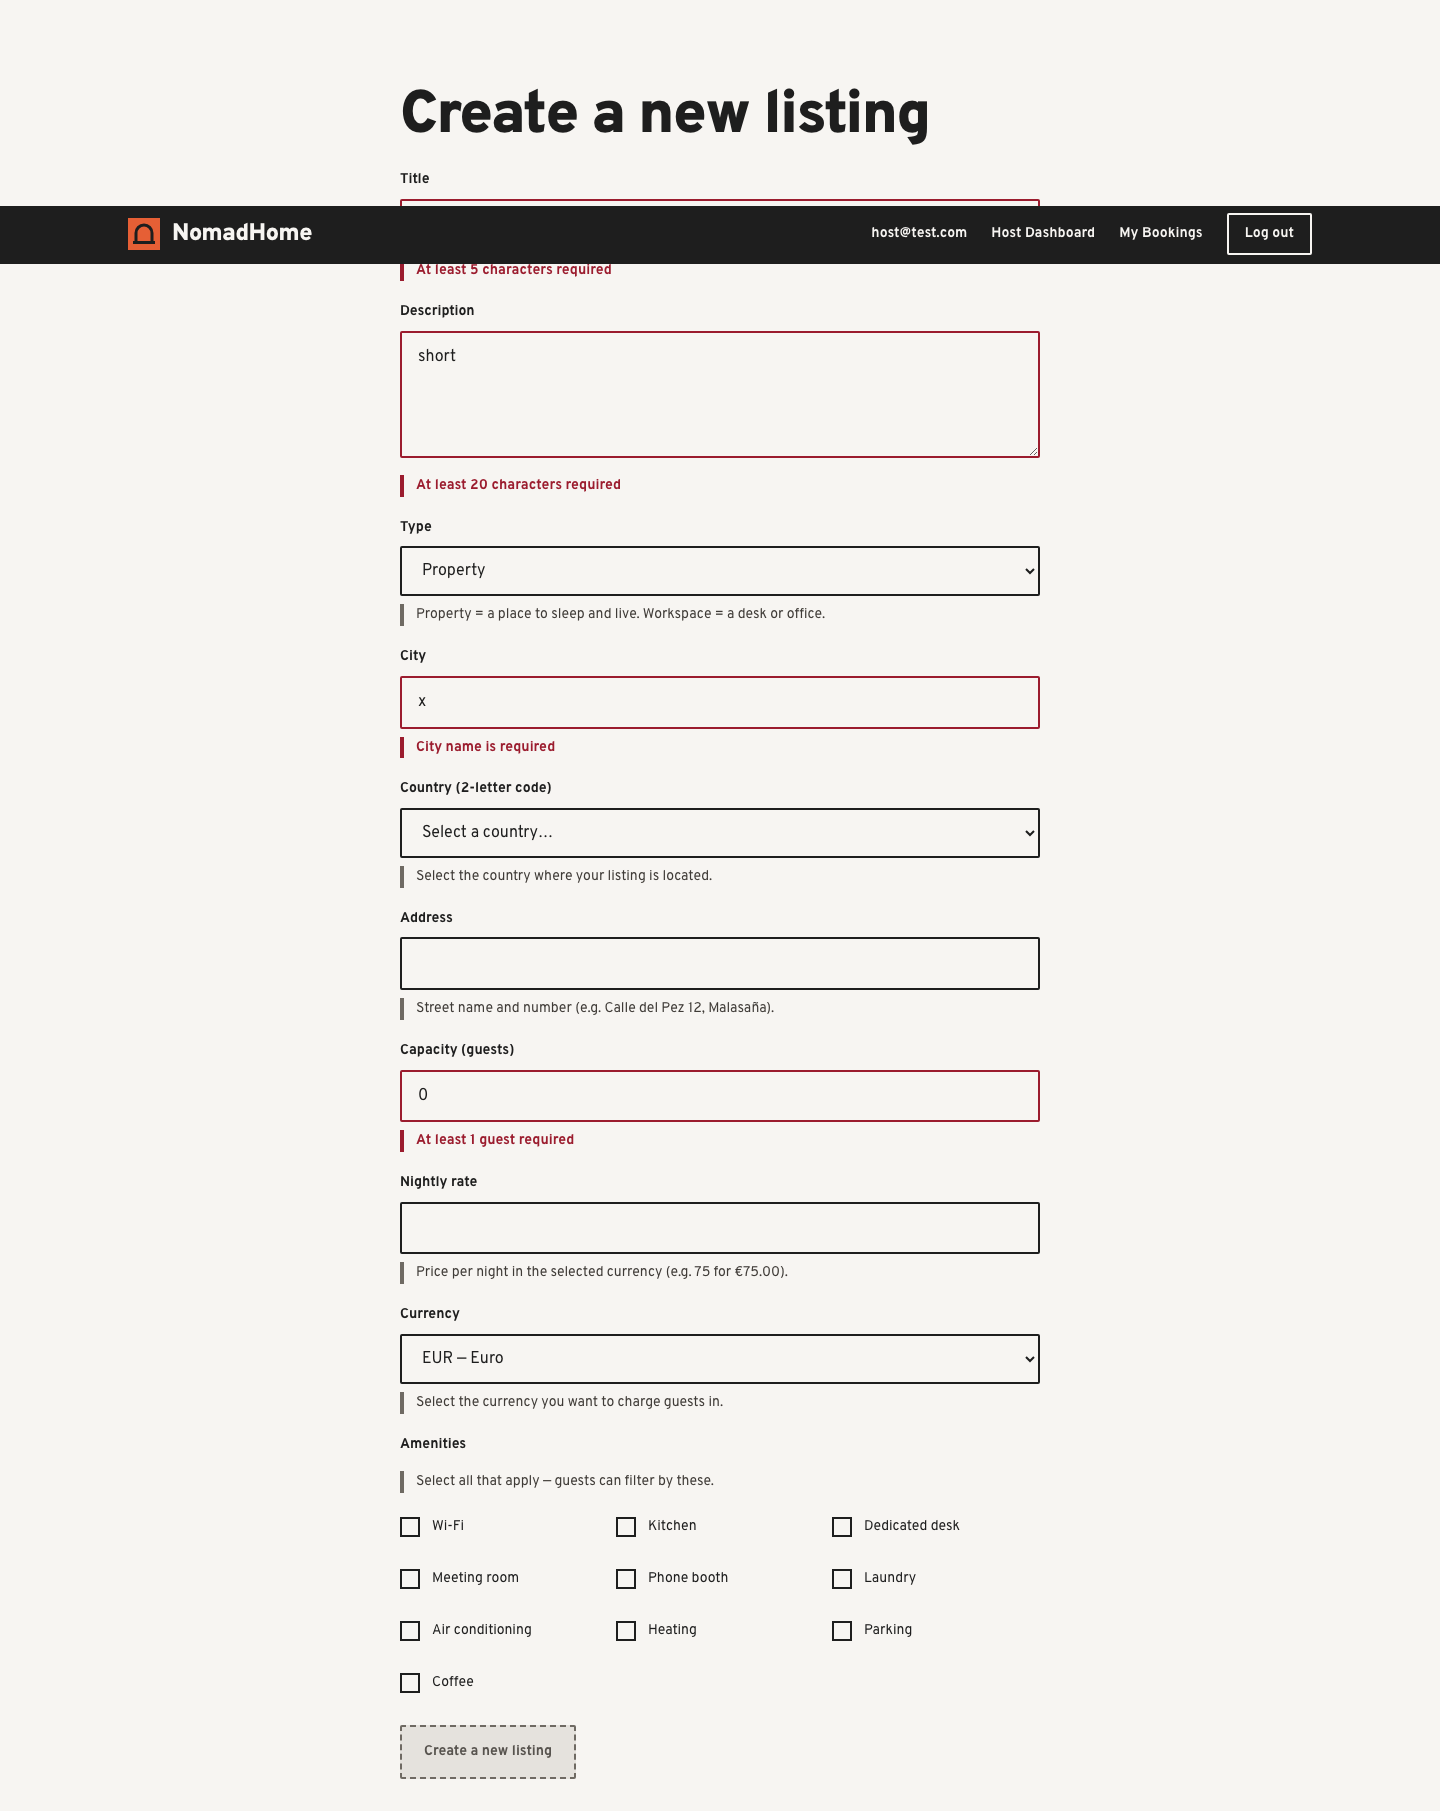 Create a new listing
Title
NomadHome
host@test.com Host Dashboard My Bookings Log out
At least 5 characters required
Description
short
At least 20 characters required
Type
Property
Property = a place to sleep and live. Workspace = a desk or office.
City
x
City name is required
Country (2-letter code)
Select a country…
Select the country where your listing is located.
Address
Street name and number (e.g. Calle del Pez 12, Malasaña).
Capacity (guests)
0
At least 1 guest required
Nightly rate
Price per night in the selected currency (e.g. 75 for €75.00).
Currency
EUR — Euro
Select the currency you want to charge guests in.
Amenities
Select all that apply — guests can filter by these.
Wi-Fi Kitchen Dedicated desk
Meeting room Phone booth Laundry
Air conditioning Heating Parking
Coffee
Create a new listing